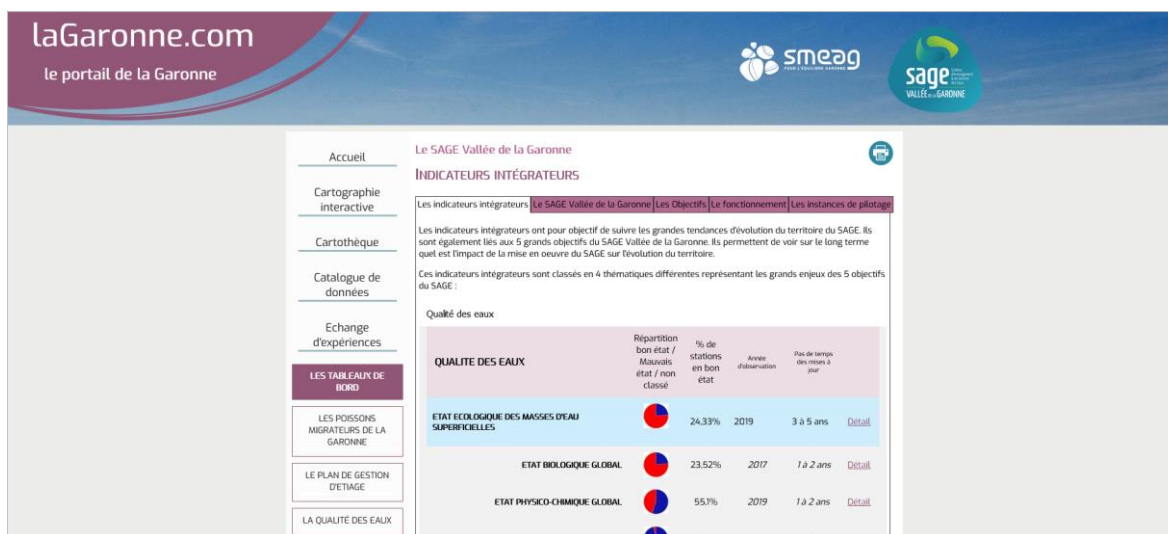 laGaronne.com
le portail de la Garonne
smeag
POUR L'ÉQUILIBRE GARONNE
sage
VALLÉE DE LA GARONNE
Accueil
Cartographie
interactive
Cartothèque
Catalogue de
données
Echange
d'expériences
LES TABLEAUX DE
BORD
LES POISSONS
MIGRATEURS DE LA
GARONNE
LE PLAN DE GESTION
D'ETIAGE
LA QUALITÉ DES EAUX
Le SAGE Vallée de la Garonne
INDICATEURS INTÉGRATEURS
Les indicateurs intégrateurs Le SAGE Vallée de la Garonne Les Objectifs Le fonctionnement Les instances de pilotage
Les indicateurs intégrateurs ont pour objectif de suivre les grandes tendances d'évolution du territoire du SAGE. Ils
sont également liés aux 5 grands objectifs du SAGE Vallée de la Garonne. Ils permettent de voir sur le long terme
quel est l'impact de la mise en oeuvre du SAGE sur l'évolution du territoire.
Ces indicateurs intégrateurs sont classés en 4 thématiques différentes représentant les grands enjeux des 5 objectifs
du SAGE :
Qualité des eaux
QUALITE DES EAUX
Répartition
bon état /
Mauvais
état / non
classé
% de
stations
en bon
état
Année
d'observation
Pas de temps
des mises à
jour
ETAT ECOLOGIQUE DES MASSES D'EAU
SUPERFICIELLES
24,33% 2019 3 à 5 ans Détail
ETAT BIOLOGIQUE GLOBAL 23.52% 2017 1 à 2 ans Détail
ETAT PHYSICO-CHIMIQUE GLOBAL 55.1% 2019 1 à 2 ans Détail